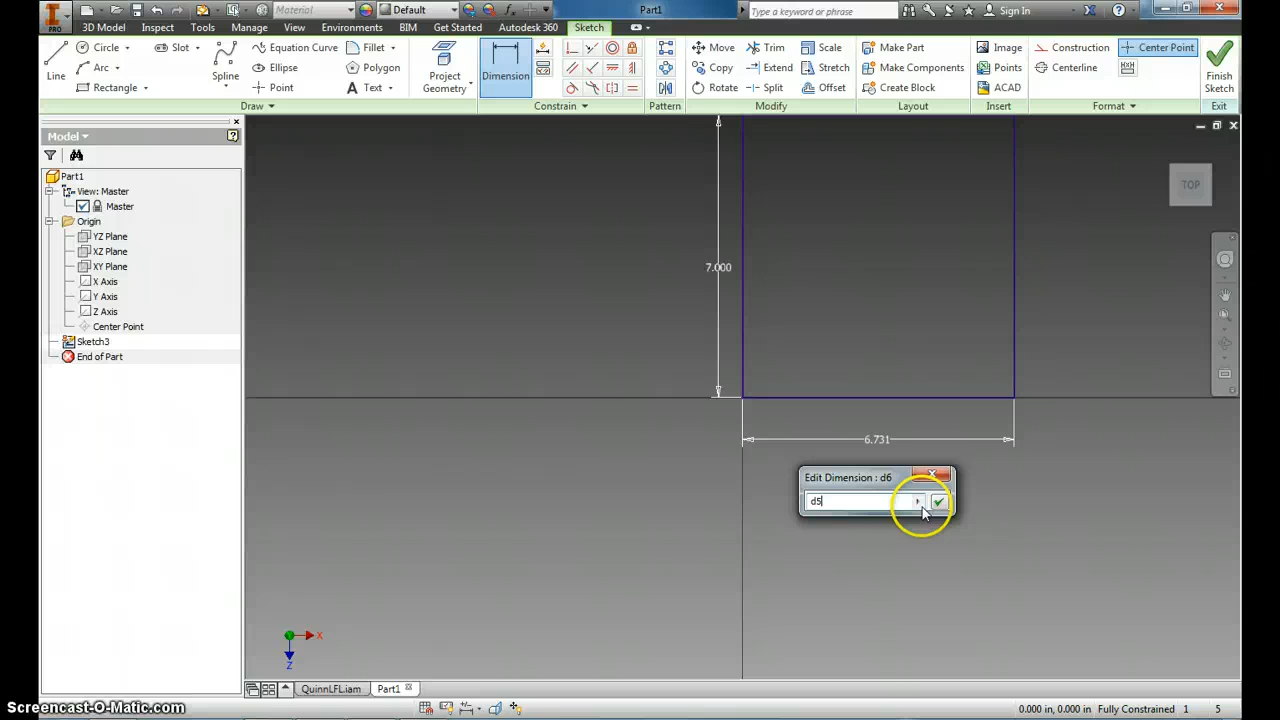 Material
Default
Part1
Type a keyword or phrase
Sign In
PRO
3D Model
Inspect
Tools
Manage
View
Environments
BIM
Get Started
Autodesk 360
Sketch
Line
Circle
Arc
Rectangle
Slot
Spline
Equation Curve
Ellipse
Point
Fillet
Polygon
Text
Project
Geometry
Dimension
Move
Copy
Rotate
Trim
Extend
Split
Scale
Stretch
Offset
Make Part
Make Components
Create Block
Image
Points
ACAD
Construction
Centerline
Center Point
Finish
Sketch
Draw
Constrain
Pattern
Modify
Layout
Insert
Format
Exit
Model
Part1
View: Master
Master
Origin
YZ Plane
XZ Plane
XY Plane
X Axis
Y Axis
Z Axis
Center Point
Sketch3
End of Part
TOP
7.000
6.731
Edit Dimension : d6
d5
X
Z
QuinnLFL.iam
Part1
Screencast-O-Matic.com
0.000 in, 0.000 in
Fully Constrained
1
5